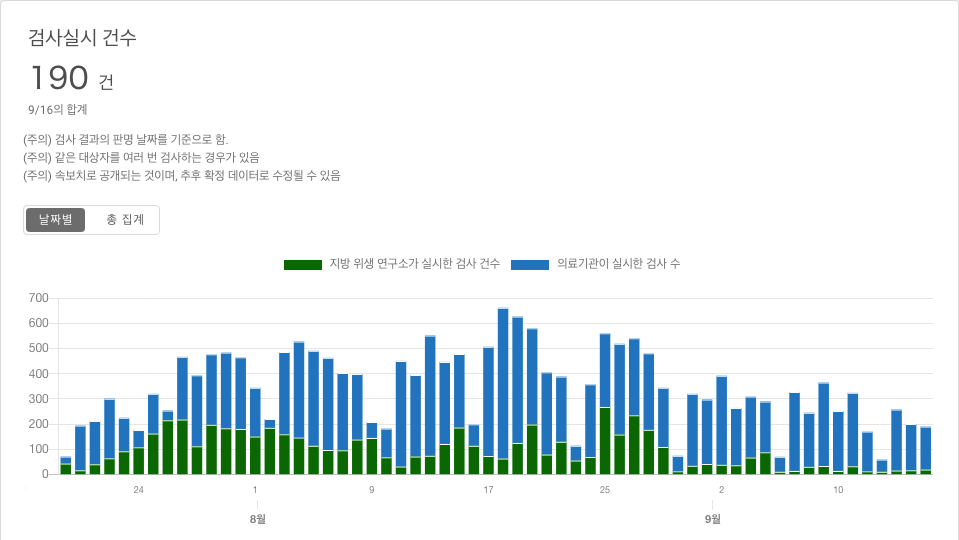 검사실시 건수
190 건
9/16의 합계
(주의) 검사 결과의 판명 날짜를 기준으로 함.
(주의) 같은 대상자를 여러 번 검사하는 경우가 있음
(주의) 속보치로 공개되는 것이며, 추후 확정 데이터로 수정될 수 있음
날짜별 총 집계
지방 위생 연구소가 실시한 검사 건수 의료기관이 실시한 검사 수
700
600
500
400
300
200
100
0
24 1 9 17 25 2 10
8월 9월